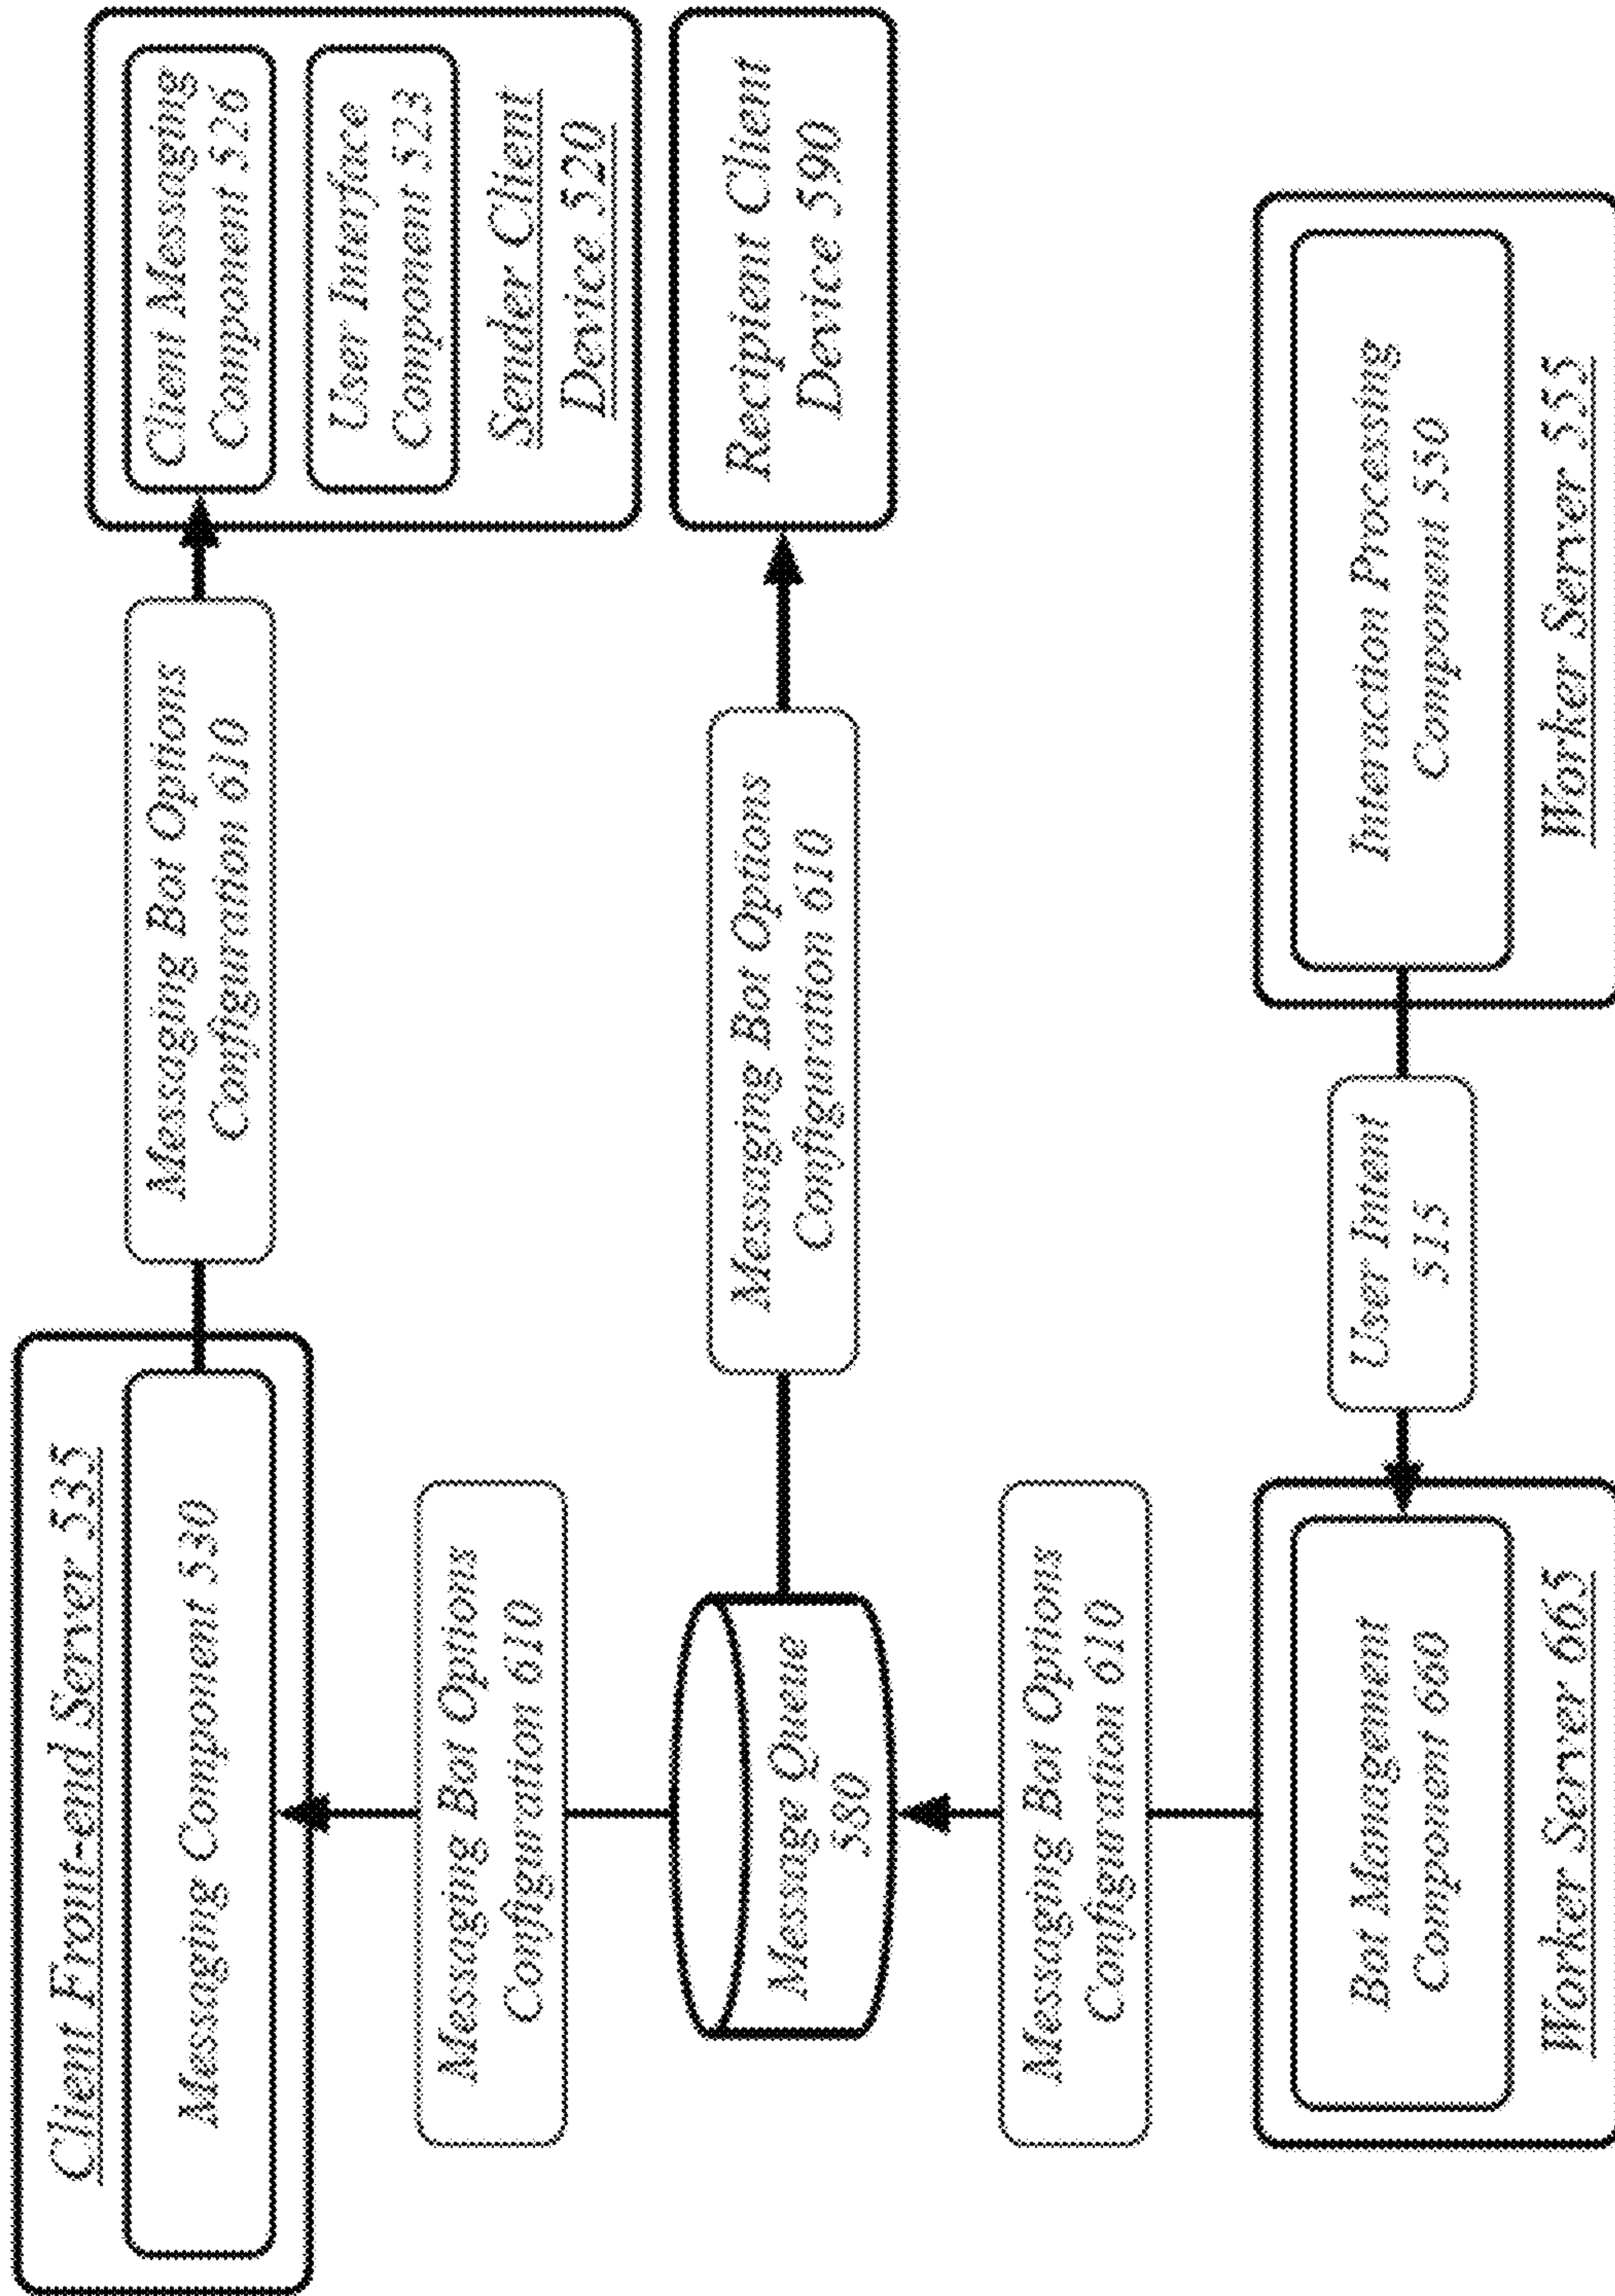 Client Front-end Server 535
Messaging Component 530
Messaging Bot Options
Configuration 610
Client Messaging
Component 526
User Interface
Component 523
Sender Client
Device 520
Messaging Bot Options
Configuration 610
Message Queue
580
Messaging Bot Options
Configuration 610
Recipient Client
Device 590
Messaging Bot Options
Configuration 610
Bot Management
Component 660
Worker Server 665
User Intent
515
Interaction Processing
Component 550
Worker Server 555